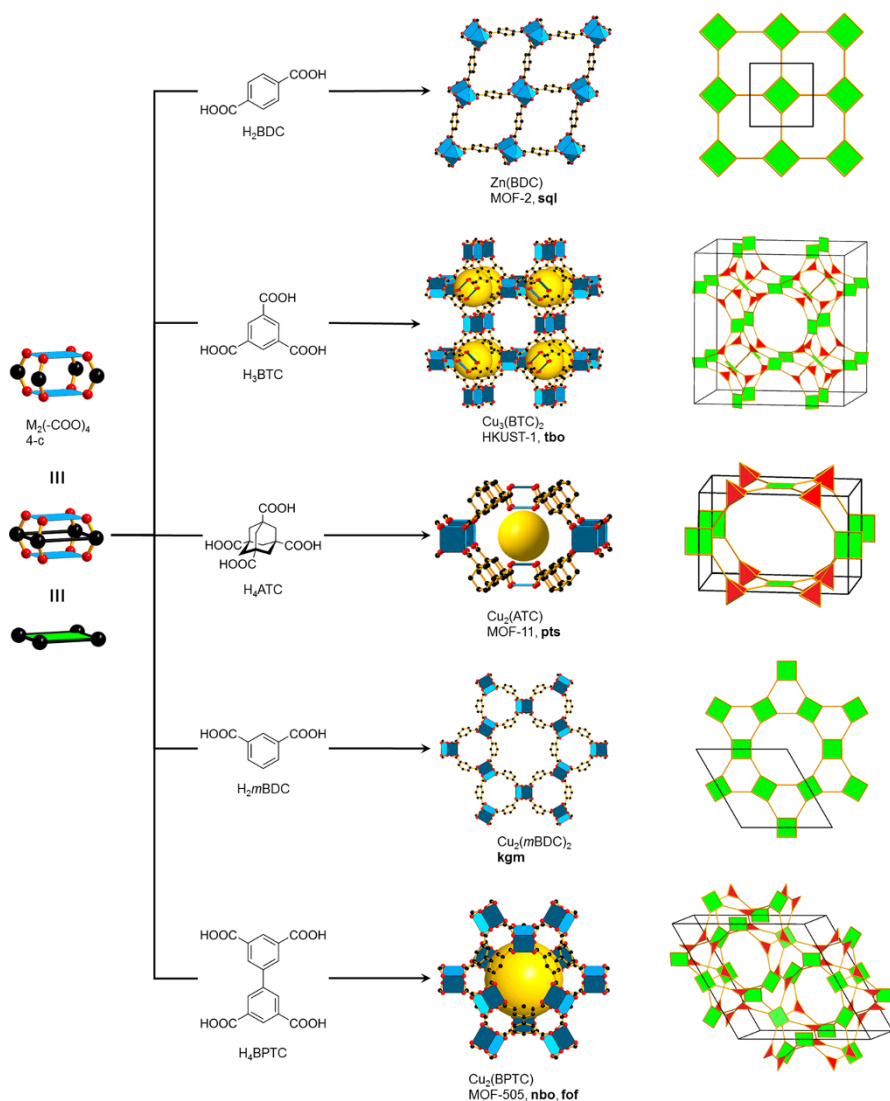 COOH
HOOC
H₂BDC
Zn(BDC)
MOF-2, sql
COOH
HOOC
COOH
H₃BTC
Cu₃(BTC)₂
HKUST-1, tbo
M₂(-COO)₄
4-c
III
COOH
HOOC
COOH
HOOC
H₄ATC
Cu₂(ATC)
MOF-11, pts
III
HOOC
COOH
H₂mBDC
Cu₂(mBDC)₂
kgm
HOOC
COOH
HOOC
COOH
H₄BPTC
Cu₂(BPTC)
MOF-505, nbo, fof